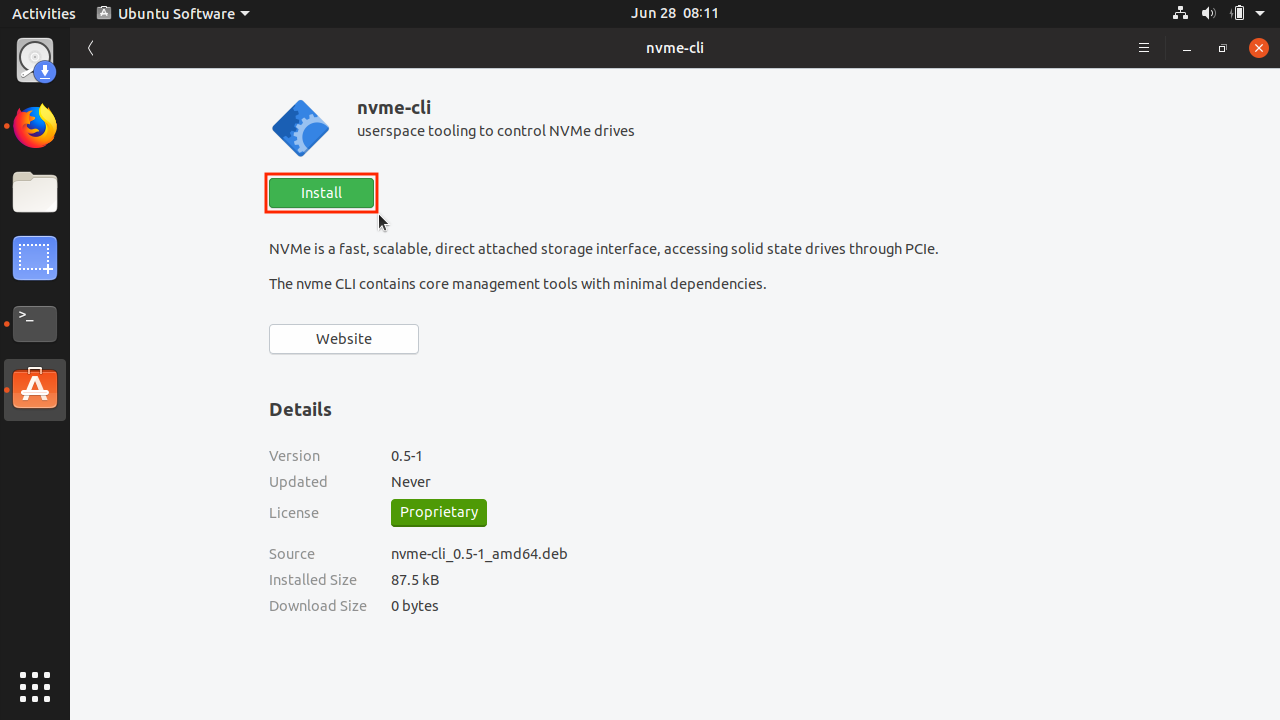 Activities
Ubuntu Software
Jun 28 08:11
nvme-cli
nvme-cli
userspace tooling to control NVMe drives
Install
NVMe is a fast, scalable, direct attached storage interface, accessing solid state drives through PCIe.
The nvme CLI contains core management tools with minimal dependencies.
Website
Details
Version 0.5-1
Updated Never
License Proprietary
Source nvme-cli_0.5-1_amd64.deb
Installed Size 87.5 kB
Download Size 0 bytes